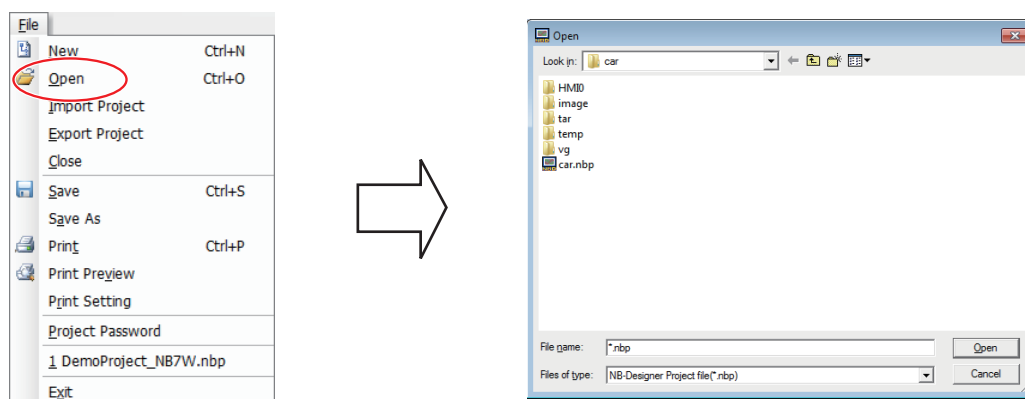 File
New Ctrl+N
Open Ctrl+O
Import Project
Export Project
Close
Save Ctrl+S
Save As
Print Ctrl+P
Print Preview
Print Setting
Project Password
1 DemoProject_NB7W.nbp
Exit
Open
Look in: car
HMI0
image
tar
temp
vg
car.nbp
File name: *.nbp Open
Files of type: NB-Designer Project file(*.nbp) Cancel